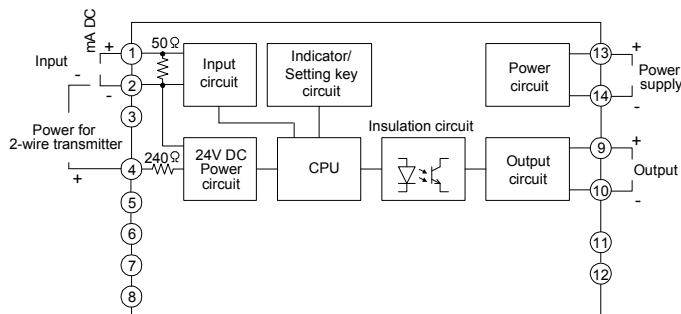 mA DC
Input
+
-
-
Power for
2-wire transmitter
+
1
2
3
4
5
6
7
8
50Ω
240Ω
Input
circuit
Indicator/
Setting key
circuit
24V DC
Power
circuit
CPU
Insulation circuit
Power
circuit
Output
circuit
13
14
9
10
11
12
+
Power
supply
-
+
Output
-